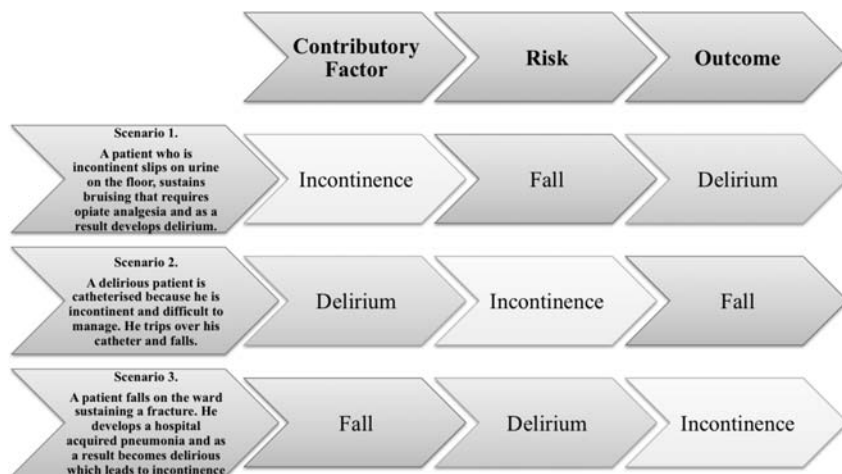 Contributory
Factor
Risk
Outcome
Scenario 1.
A patient who is
incontinent slips on urine
on the floor, sustains
bruising that requires
opiate analgesia and as a
result develops delirium.
Incontinence
Fall
Delirium
Scenario 2.
A delirious patient is
catheterised because he is
incontinent and difficult to
manage. He trips over his
catheter and falls.
Delirium
Incontinence
Fall
Scenario 3.
A patient falls on the ward
sustaining a fracture. He
develops a hospital
acquired pneumonia and as
a result becomes delirious
which leads to incontinence
Fall
Delirium
Incontinence